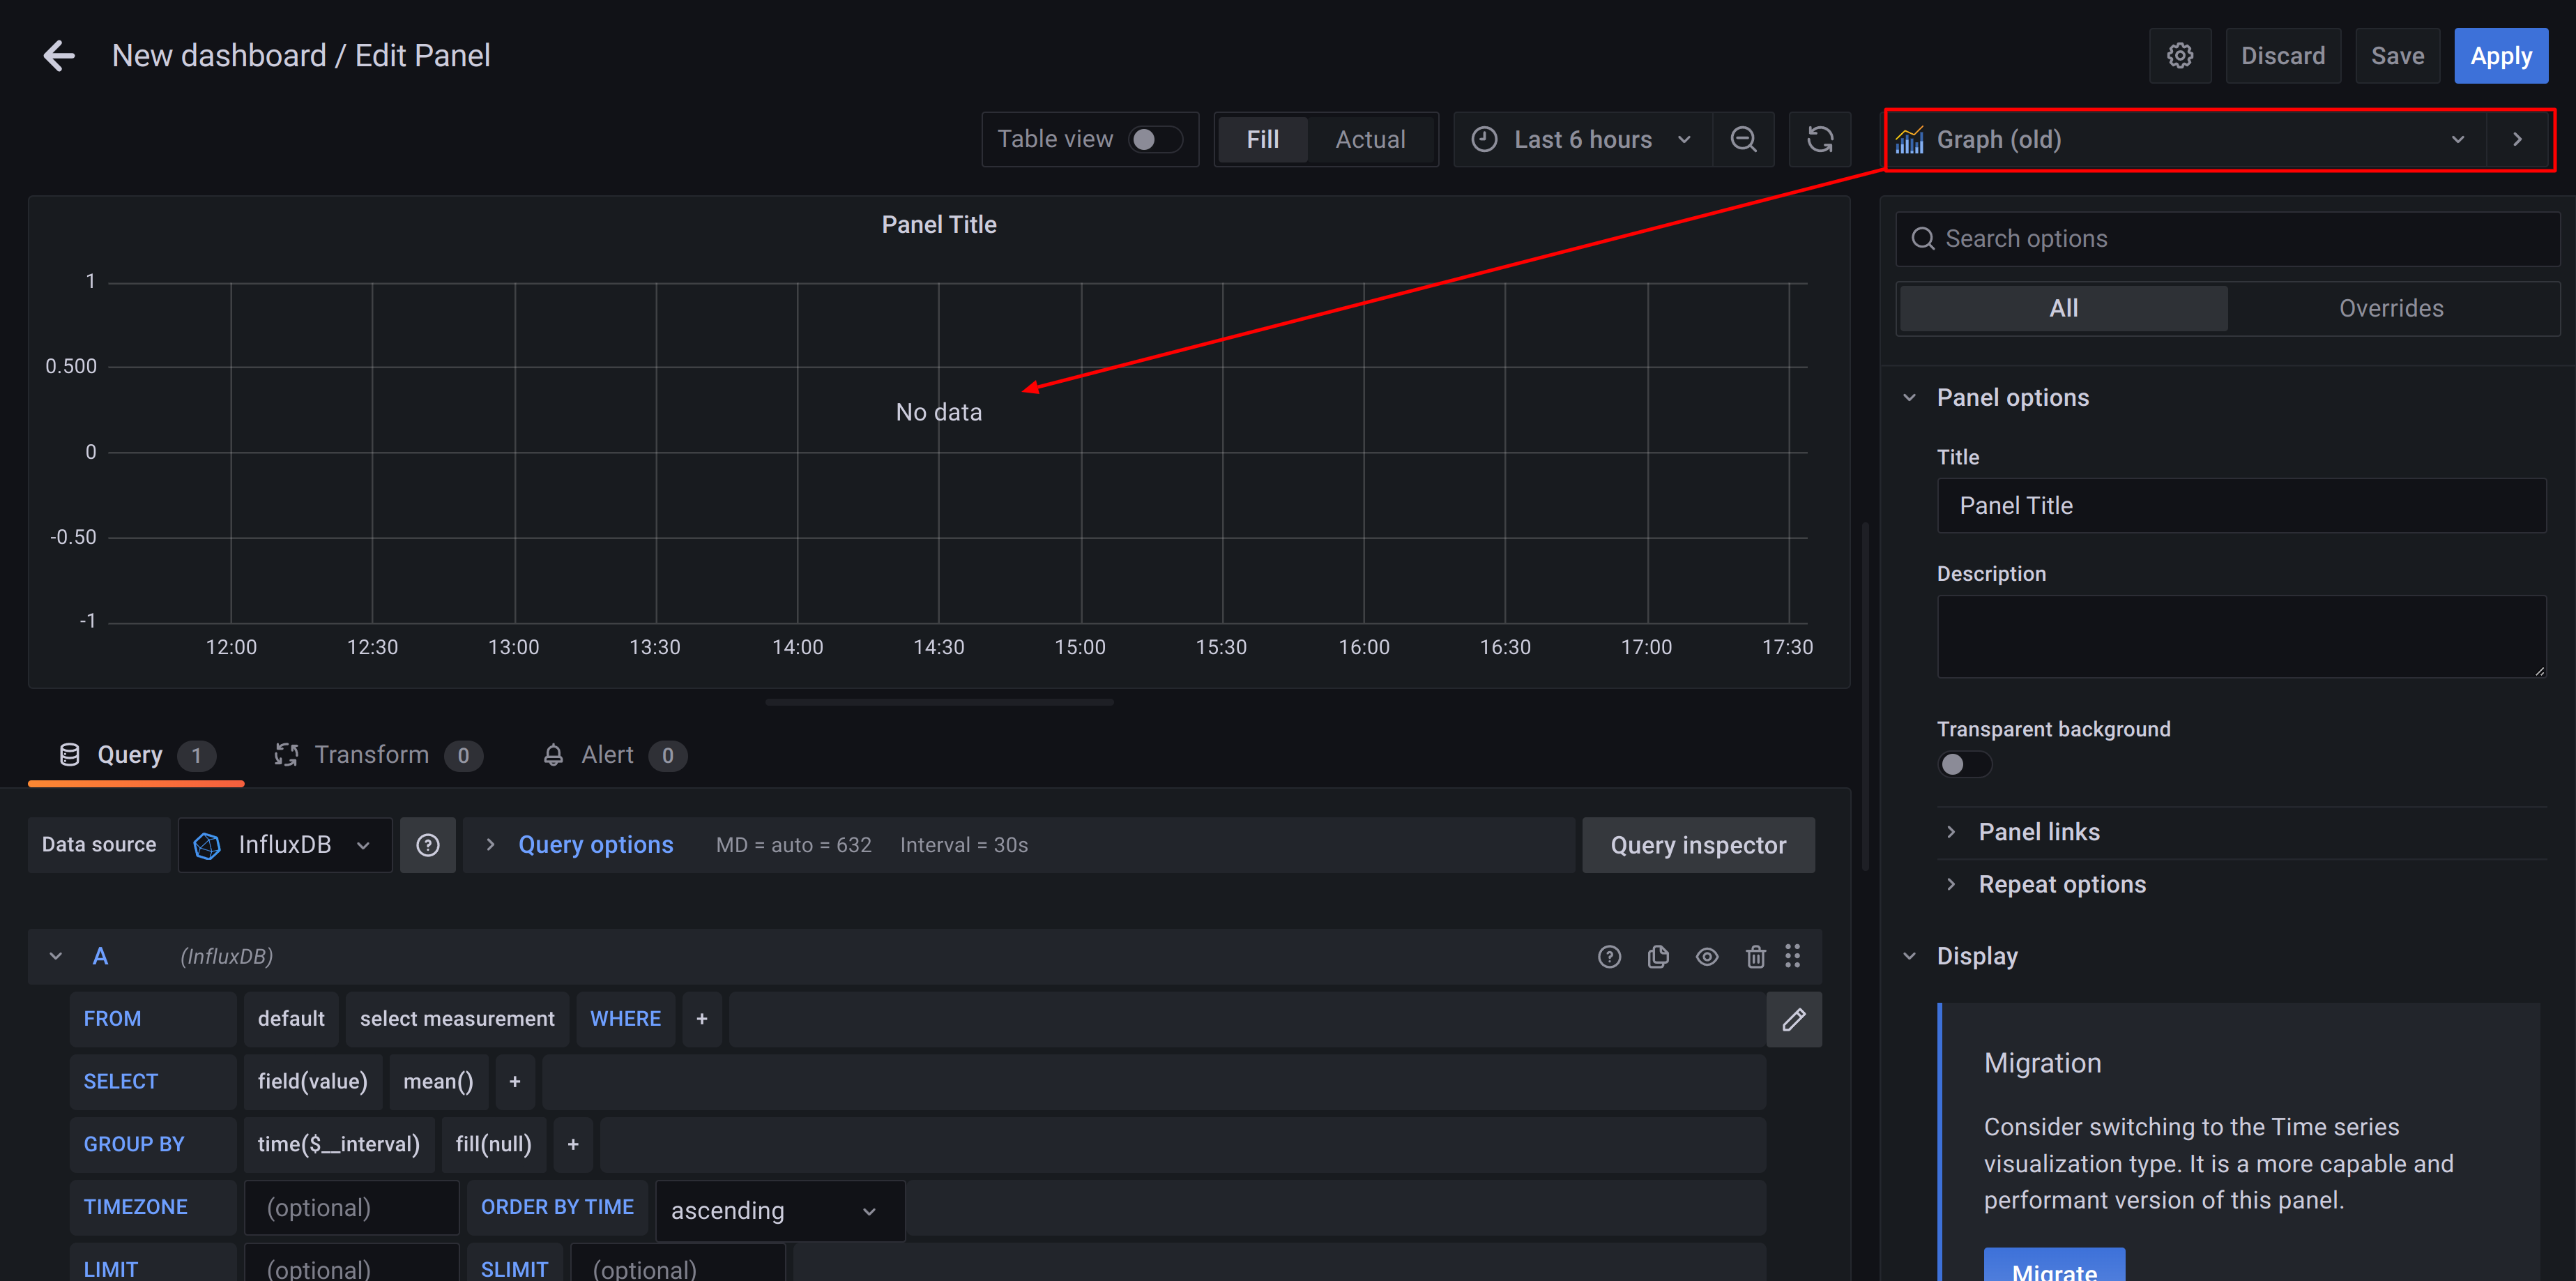 New dashboard / Edit Panel
Discard
Save
Apply
Table view
Fill
Actual
Last 6 hours
Graph (old)
Panel Title
1
0.500
0
-0.50
-1
No data
12:00 12:30 13:00 13:30 14:00 14:30 15:00 15:30 16:00 16:30 17:00 17:30
Query 1
Transform 0
Alert 0
Data source
InfluxDB
Query options MD = auto = 632 Interval = 30s
Query inspector
A (InfluxDB)
FROM default select measurement WHERE +
SELECT field(value) mean() +
GROUP BY time($__interval) fill(null) +
TIMEZONE (optional) ORDER BY TIME ascending
LIMIT (optional) SLIMIT (optional)
Search options
All
Overrides
Panel options
Title
Panel Title
Description
Transparent background
Panel links
Repeat options
Display
Migration
Consider switching to the Time series
visualization type. It is a more capable and
performant version of this panel.
Migrate